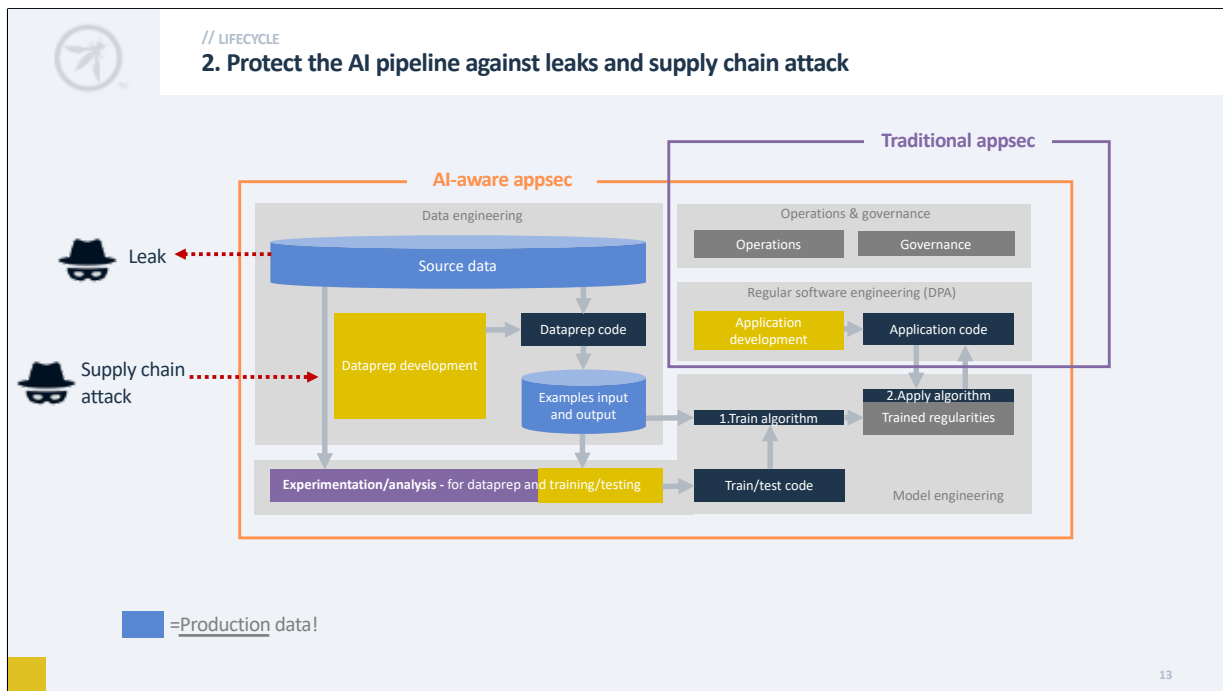 // LIFECYCLE
2. Protect the AI pipeline against leaks and supply chain attack
Traditional appsec
AI-aware appsec
Data engineering
Operations & governance
Operations
Governance
Leak
Source data
Regular software engineering (DPA)
Application
development
Application code
Dataprep code
Dataprep development
Supply chain
attack
Examples input
and output
2.Apply algorithm
1.Train algorithm
Trained regularities
Experimentation/analysis - for dataprep and training/testing
Train/test code
Model engineering
=Production data!
13